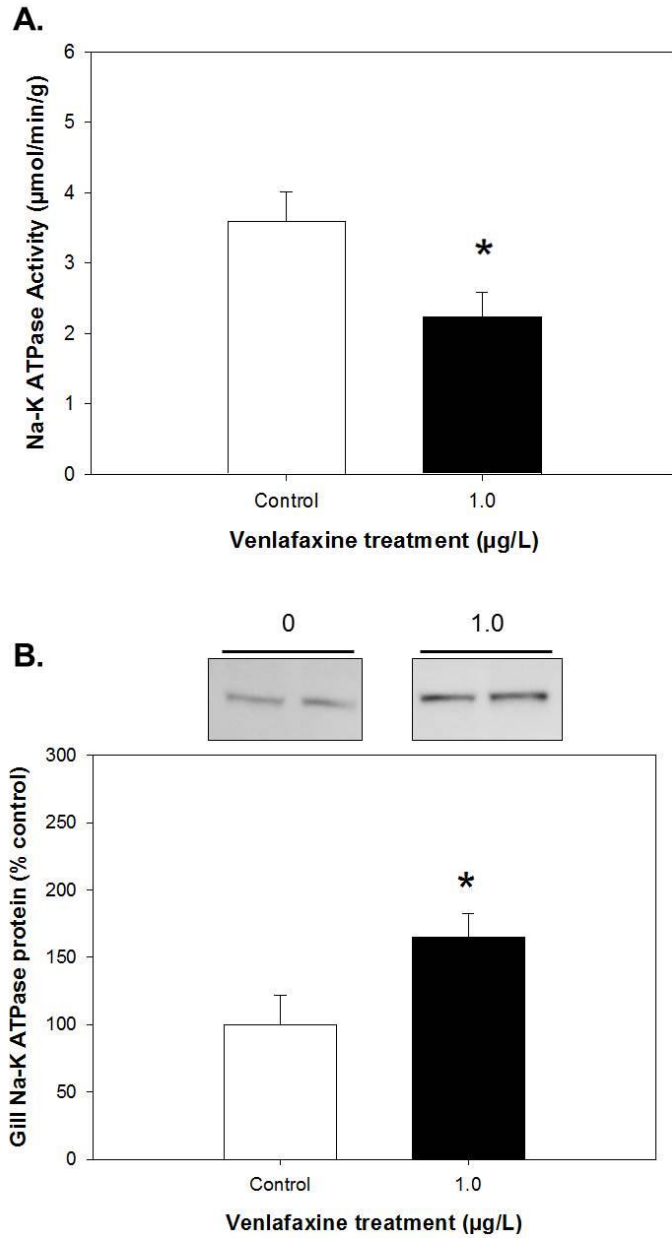 A.
Na-K ATPase Activity (µmol/min/g)
6
5
4
3
2
1
0
*
Control
1.0
Venlafaxine treatment (µg/L)
B.
0
1.0
Gill Na-K ATPase protein (% control)
300
250
200
150
100
50
0
*
Control
1.0
Venlafaxine treatment (µg/L)